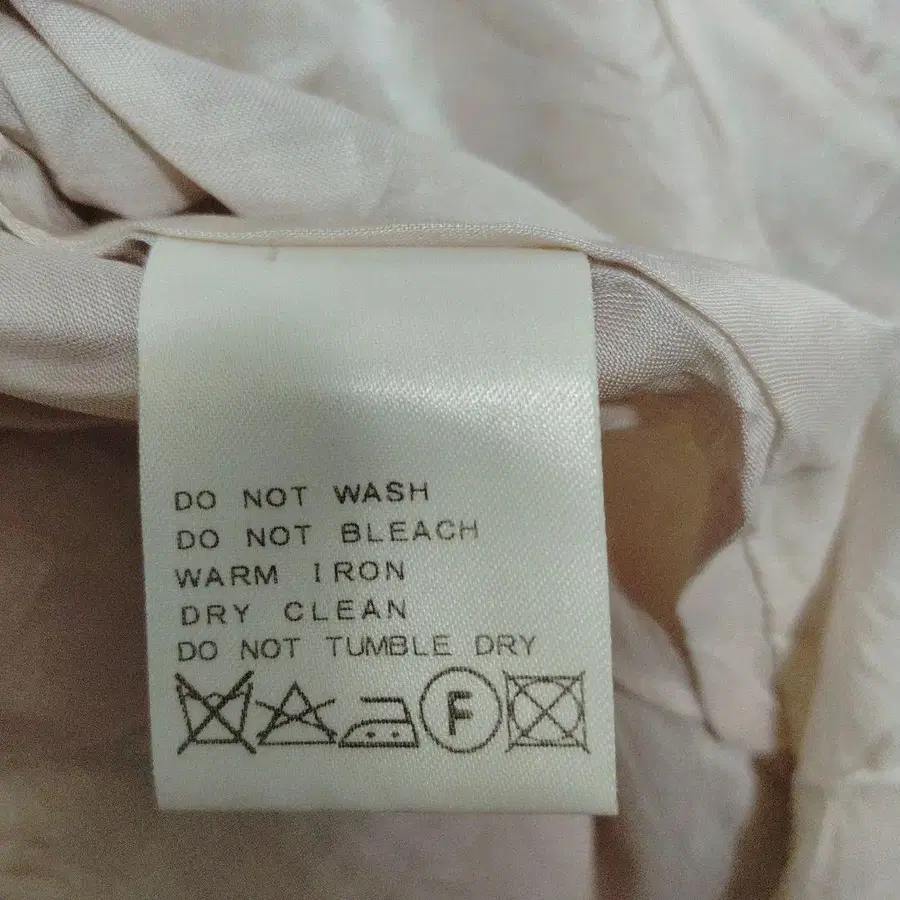 DO NOT WASH
DO NOT BLEACH
WARM IRON
DRY CLEAN
DO NOT TUMBLE DRY
F